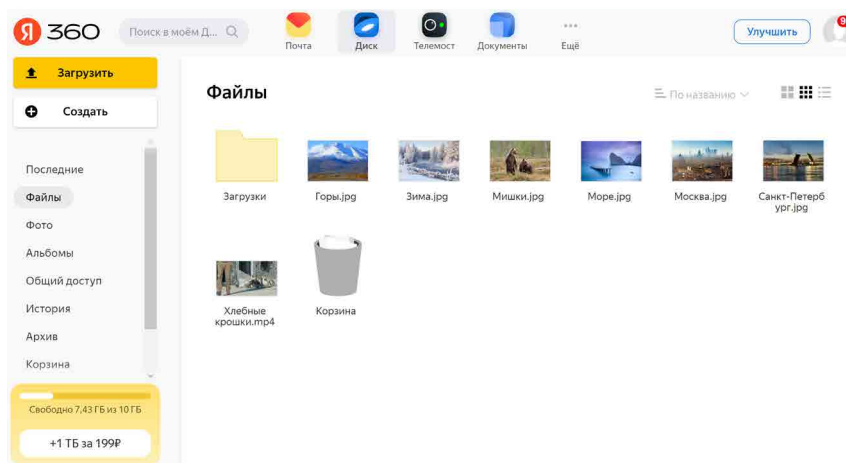 Я 360
Поиск в моём Д...
Почта
Диск
Телемост
Документы
Ещё
Улучшить
9
Загрузить
Создать
Последние
Файлы
Фото
Альбомы
Общий доступ
История
Архив
Корзина
Свободно 7,43 ГБ из 10 ГБ
+1 ТБ за 199₽
Файлы
По названию
Загрузки
Горы.jpg
Зима.jpg
Мишки.jpg
Море.jpg
Москва.jpg
Санкт-Петерб
ург.jpg
Хлебные
крошки.mp4
Корзина